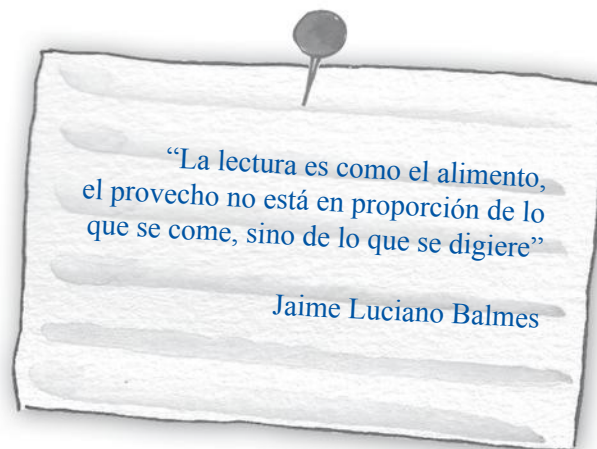 “La lectura es como el alimento,
el provecho no está en proporción de lo
que se come, sino de lo que se digiere”
Jaime Luciano Balmes